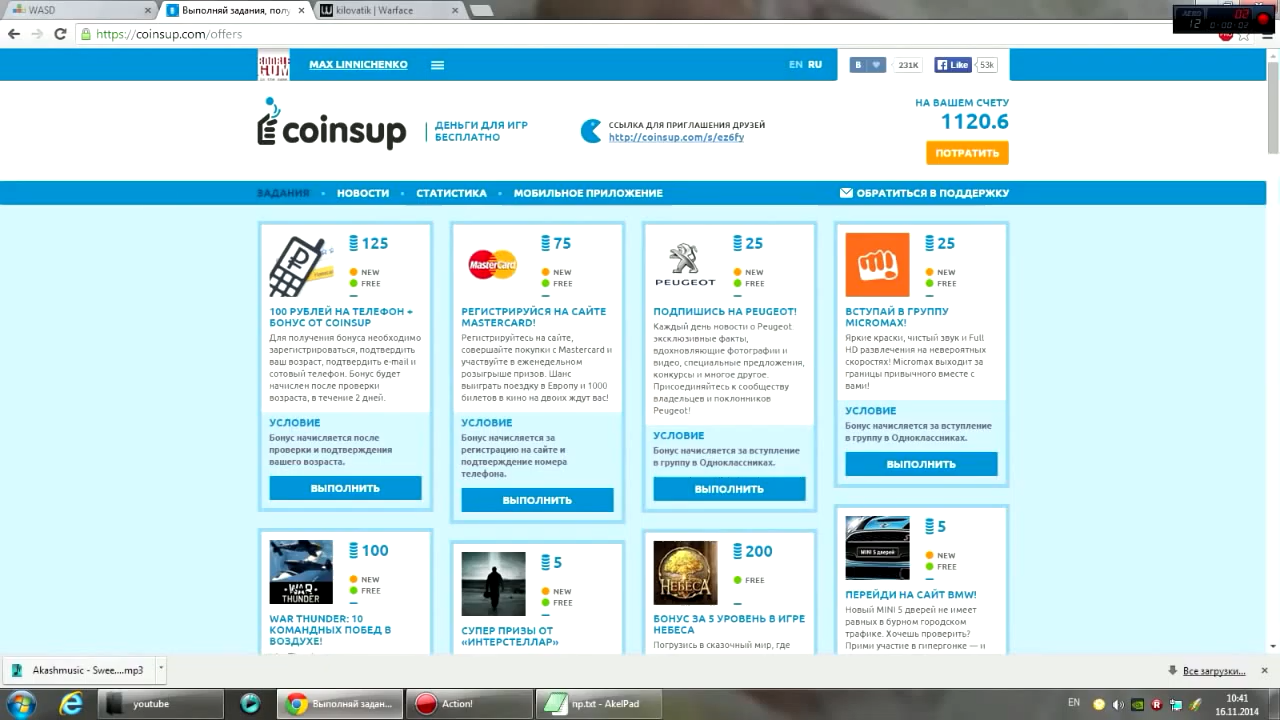 WASD
Выполняй задания, полу
kilovatik | Warface
https://coinsup.com/offers
BUBBLE GUM
MAX LINNICHENKO
EN RU
B 231K
Like 53k
coinsup
ДЕНЬГИ ДЛЯ ИГР
БЕСПЛАТНО
ССЫЛКА ДЛЯ ПРИГЛАШЕНИЯ ДРУЗЕЙ
http://coinsup.com/s/ez6fy
НА ВАШЕМ СЧЕТУ
1120.6
ПОТРАТИТЬ
ЗАДАНИЯ
НОВОСТИ
СТАТИСТИКА
МОБИЛЬНОЕ ПРИЛОЖЕНИЕ
ОБРАТИТЬСЯ В ПОДДЕРЖКУ
125
NEW
FREE
100 РУБЛЕЙ НА ТЕЛЕФОН +
БОНУС ОТ COINSUP
Для получения бонуса необходимо
зарегистрироваться, подтвердить
ваш возраст, подтвердить e-mail и
сотовый телефон. Бонус будет
начислен после проверки
возраста, в течение 2 дней.
УСЛОВИЕ
Бонус начисляется после
проверки и подтверждения
вашего возраста.
ВЫПОЛНИТЬ
MasterCard
75
NEW
FREE
РЕГИСТРИРУЙСЯ НА САЙТЕ
MASTERCARD!
Регистрируйтесь на сайте,
совершайте покупки с Mastercard и
участвуйте в еженедельном
розыгрыше призов. Шанс
выиграть поездку в Европу и 1000
билетов в кино на двоих ждут вас!
УСЛОВИЕ
Бонус начисляется за
регистрацию на сайте и
подтверждение номера
телефона.
ВЫПОЛНИТЬ
PEUGEOT
25
NEW
FREE
ПОДПИШИСЬ НА PEUGEOT!
Каждый день новости о Peugeot
эксклюзивные факты,
вдохновляющие фотографии и
видео, специальные предложения,
конкурсы и многое другое.
Присоединяйтесь к сообществу
владельцев и поклонников
Peugeot!
УСЛОВИЕ
Бонус начисляется за вступление
в группу в Одноклассниках.
ВЫПОЛНИТЬ
25
NEW
FREE
ВСТУПАЙ В ГРУППУ
MICROMAX!
Яркие краски, чистый звук и Full
HD развлечения на невероятных
скоростях! Micromax выходит за
границы привычного вместе с
вами!
УСЛОВИЕ
Бонус начисляется за вступление
в группу в Одноклассниках.
ВЫПОЛНИТЬ
WAR THUNDER
100
NEW
FREE
WAR THUNDER: 10
КОМАНДНЫХ ПОБЕД В
ВОЗДУХЕ!
5
NEW
FREE
СУПЕР ПРИЗЫ ОТ
«ИНТЕРСТЕЛЛАР»
НЕБЕСА
200
FREE
БОНУС ЗА 5 УРОВЕНЬ В ИГРЕ
НЕБЕСА
Погрузись в сказочный мир, где
MINI 5 дверей
5
NEW
FREE
ПЕРЕЙДИ НА САЙТ BMW!
Новый MINI 5 дверей не имеет
равных в бурном городском
трафике. Хочешь проверить?
Прими участие в гипергонке — и
Akashmusic - Swee....mp3
Все загрузки...
youtube
Выполняй задан...
Action!
пр.txt - AkelPad
EN
10:41
16.11.2014